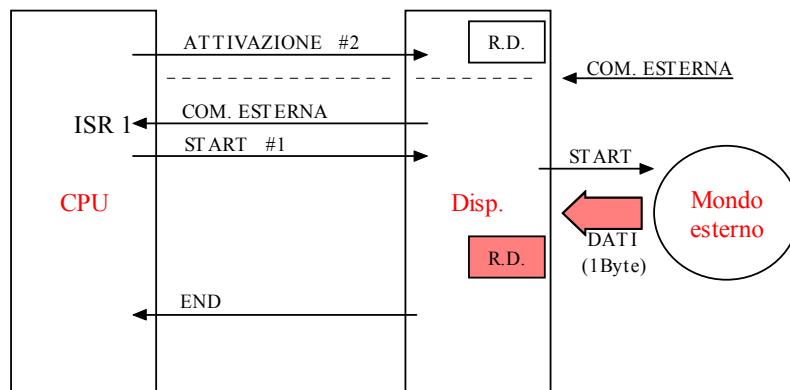 ATTIVAZIONE #2
R.D.
COM. ESTERNA
COM. ESTERNA
ISR 1
START #1
START
CPU
Disp.
Mondo
esterno
DATI
(1Byte)
R.D.
END